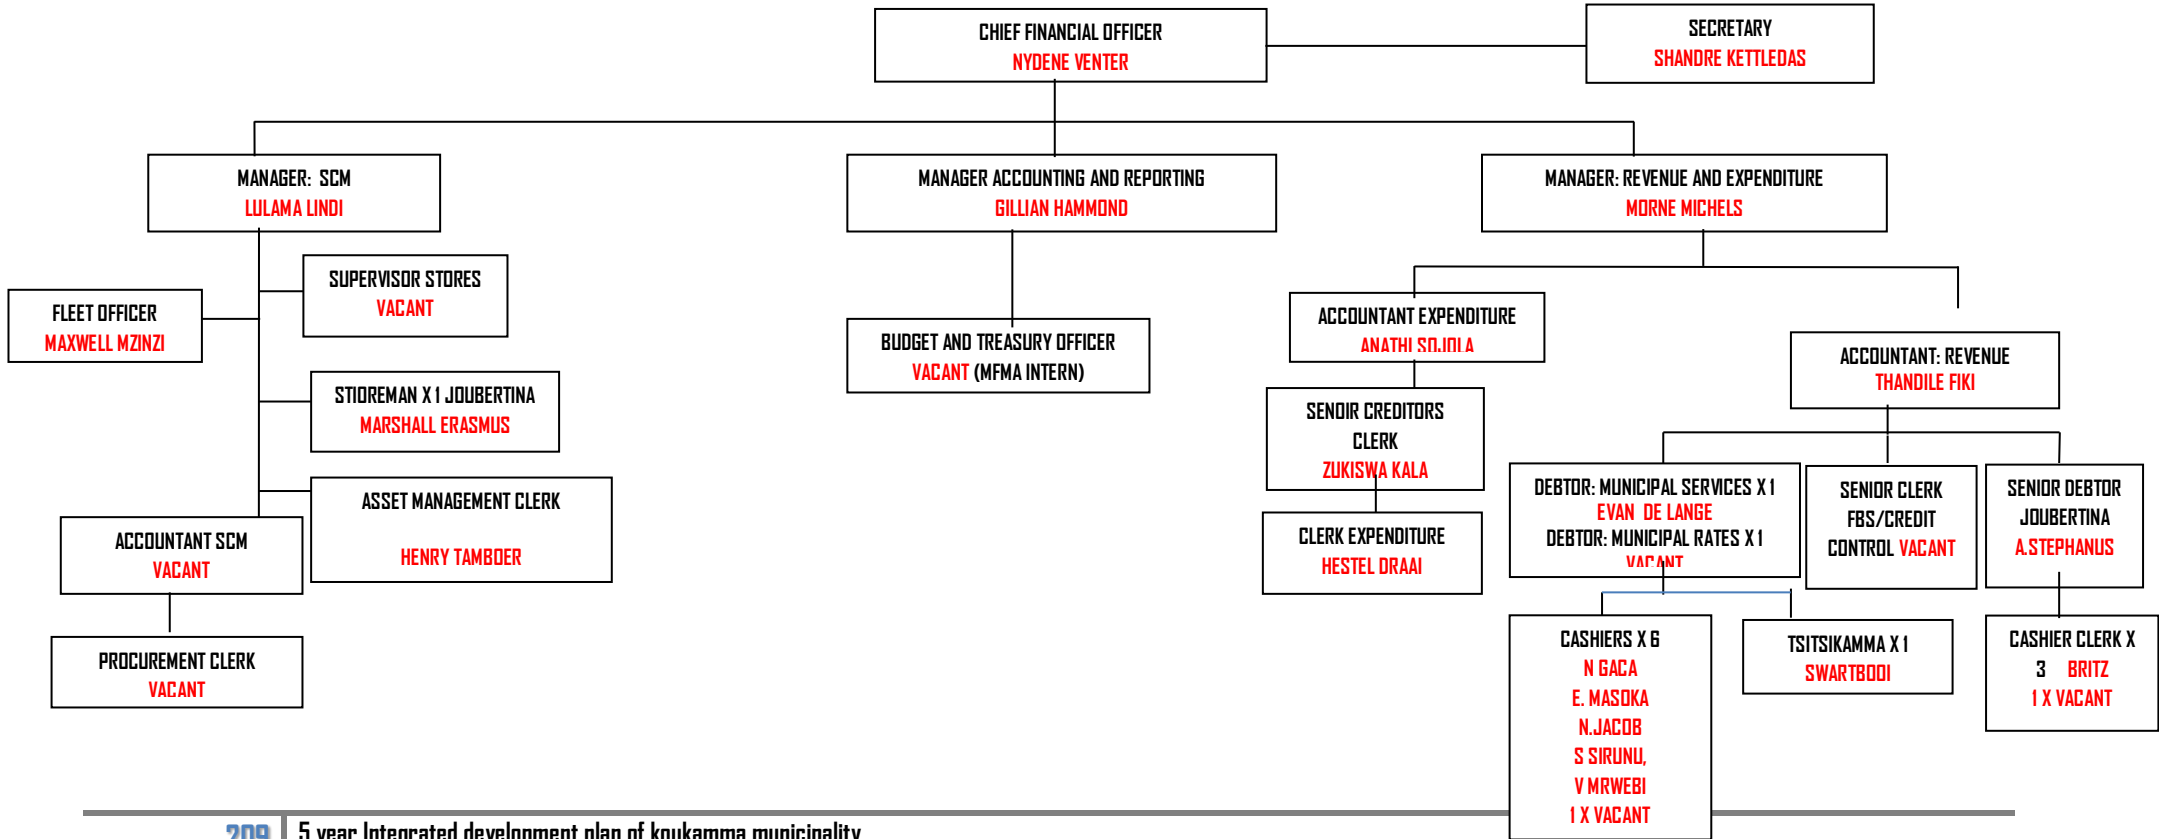 CHIEF FINANCIAL OFFICER
NYDENE VENTER
SECRETARY
SHANDRE KETTLEDAS
MANAGER: SCM
LULAMA LINDI
MANAGER ACCOUNTING AND REPORTING
GILLIAN HAMMOND
MANAGER: REVENUE AND EXPENDITURE
MORNE MICHELS
SUPERVISOR STORES
VACANT
FLEET OFFICER
MAXWELL MZINZI
STIOREMAN X 1 JOUBERTINA
MARSHALL ERASMUS
ASSET MANAGEMENT CLERK
HENRY TAMBOER
ACCOUNTANT SCM
VACANT
PROCUREMENT CLERK
VACANT
BUDGET AND TREASURY OFFICER
VACANT (MFMA INTERN)
ACCOUNTANT EXPENDITURE
ANATHI SOJOLA
SENOIR CREDITORS
CLERK
ZUKISWA KALA
CLERK EXPENDITURE
HESTEL DRAAI
ACCOUNTANT: REVENUE
THANDILE FIKI
DEBTOR: MUNICIPAL SERVICES X 1
EVAN DE LANGE
DEBTOR: MUNICIPAL RATES X 1
VACANT
SENIOR CLERK
FBS/CREDIT
CONTROL VACANT
SENIOR DEBTOR
JOUBERTINA
A.STEPHANUS
CASHIERS X 6
N GACA
E. MASOKA
N.JACOB
S SIRUNU,
V MRWEBI
1 X VACANT
TSITSIKAMMA X 1
SWARTBOOI
CASHIER CLERK X
3 BRITZ
1 X VACANT
209 5 year Integrated development plan of koukamma municipality